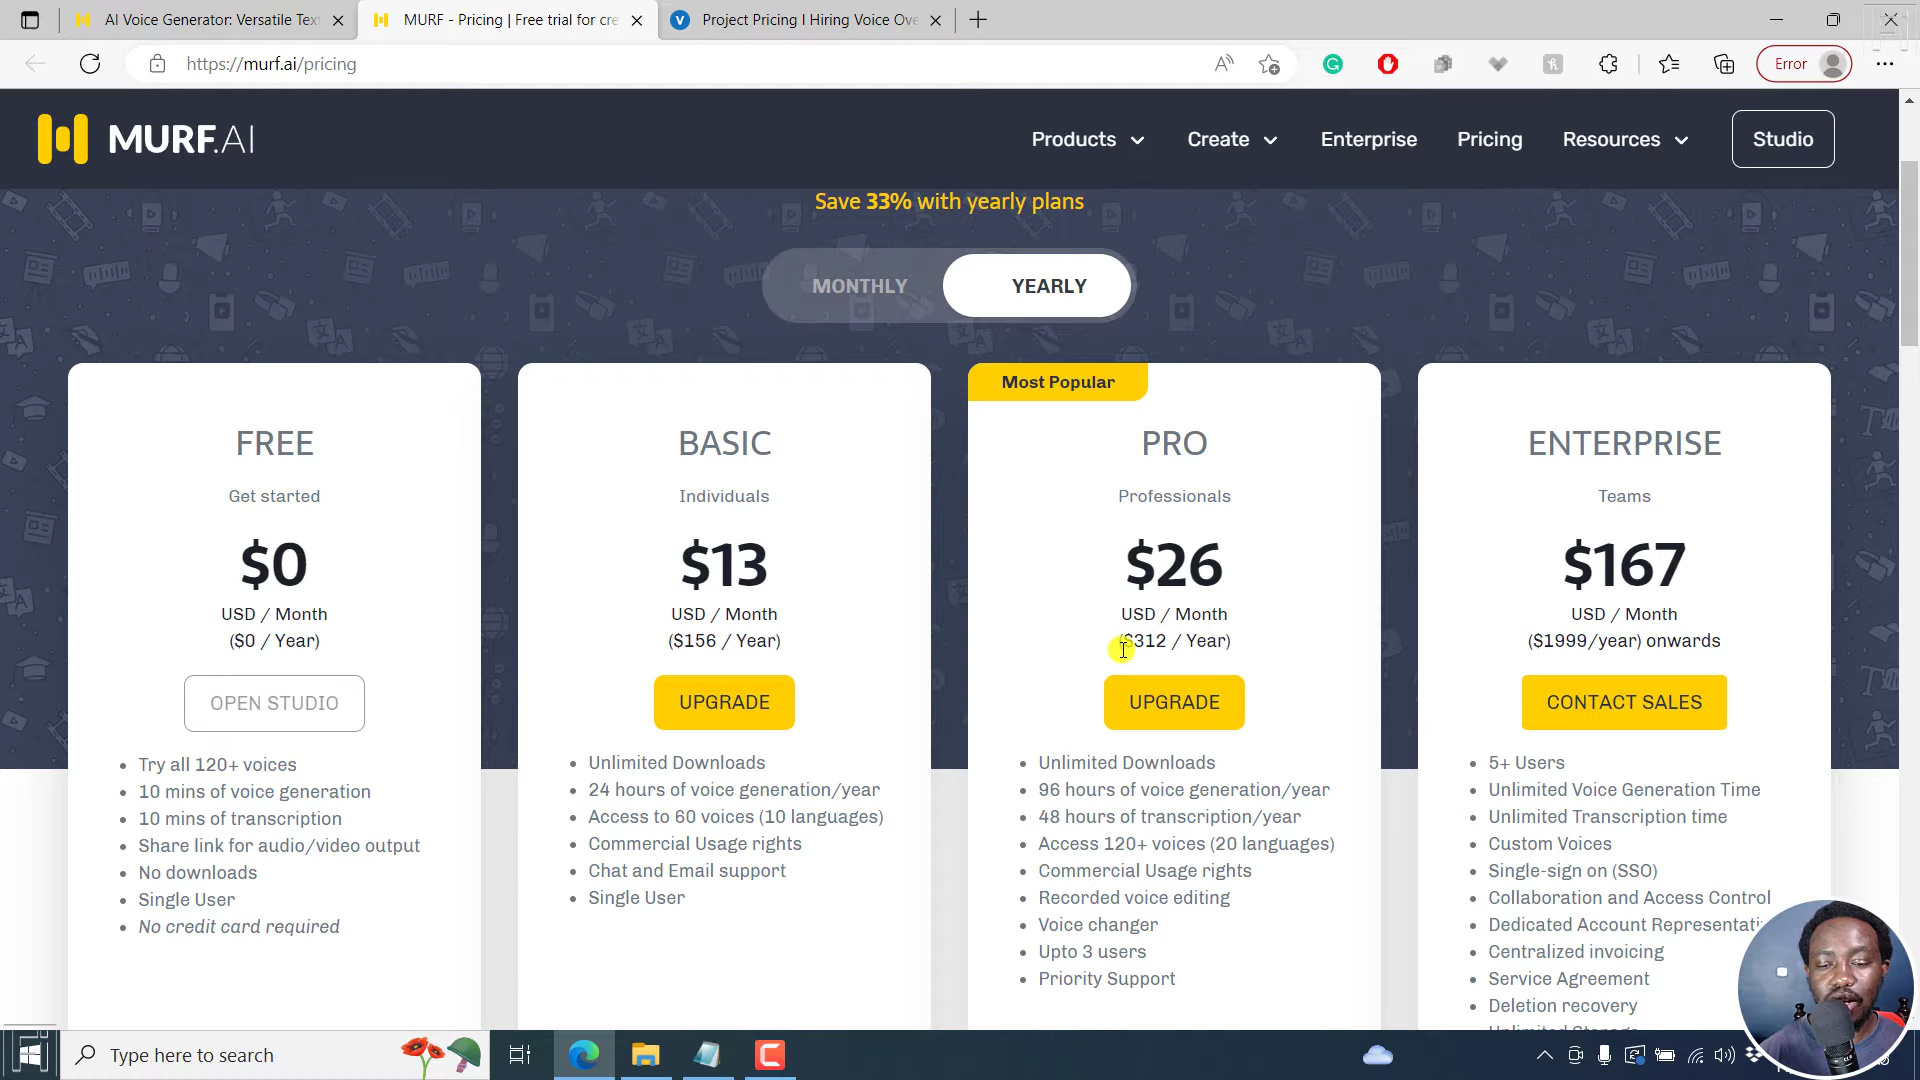 AI Voice Generator: Versatile Tex
MURF - Pricing | Free trial for cre
Project Pricing I Hiring Voice Ove
https://murf.ai/pricing
Error
MURF.AI
Products
Create
Enterprise
Pricing
Resources
Studio
Save 33% with yearly plans
MONTHLY
YEARLY
FREE
Get started
$0
USD / Month
($0 / Year)
OPEN STUDIO
Try all 120+ voices
10 mins of voice generation
10 mins of transcription
Share link for audio/video output
No downloads
Single User
No credit card required
BASIC
Individuals
$13
USD / Month
($156 / Year)
UPGRADE
Unlimited Downloads
24 hours of voice generation/year
Access to 60 voices (10 languages)
Commercial Usage rights
Chat and Email support
Single User
Most Popular
PRO
Professionals
$26
USD / Month
($312 / Year)
UPGRADE
Unlimited Downloads
96 hours of voice generation/year
48 hours of transcription/year
Access 120+ voices (20 languages)
Commercial Usage rights
Recorded voice editing
Voice changer
Upto 3 users
Priority Support
ENTERPRISE
Teams
$167
USD / Month
($1999/year) onwards
CONTACT SALES
5+ Users
Unlimited Voice Generation Time
Unlimited Transcription time
Custom Voices
Single-sign on (SSO)
Collaboration and Access Control
Dedicated Account Representati
Centralized invoicing
Service Agreement
Deletion recovery
Type here to search